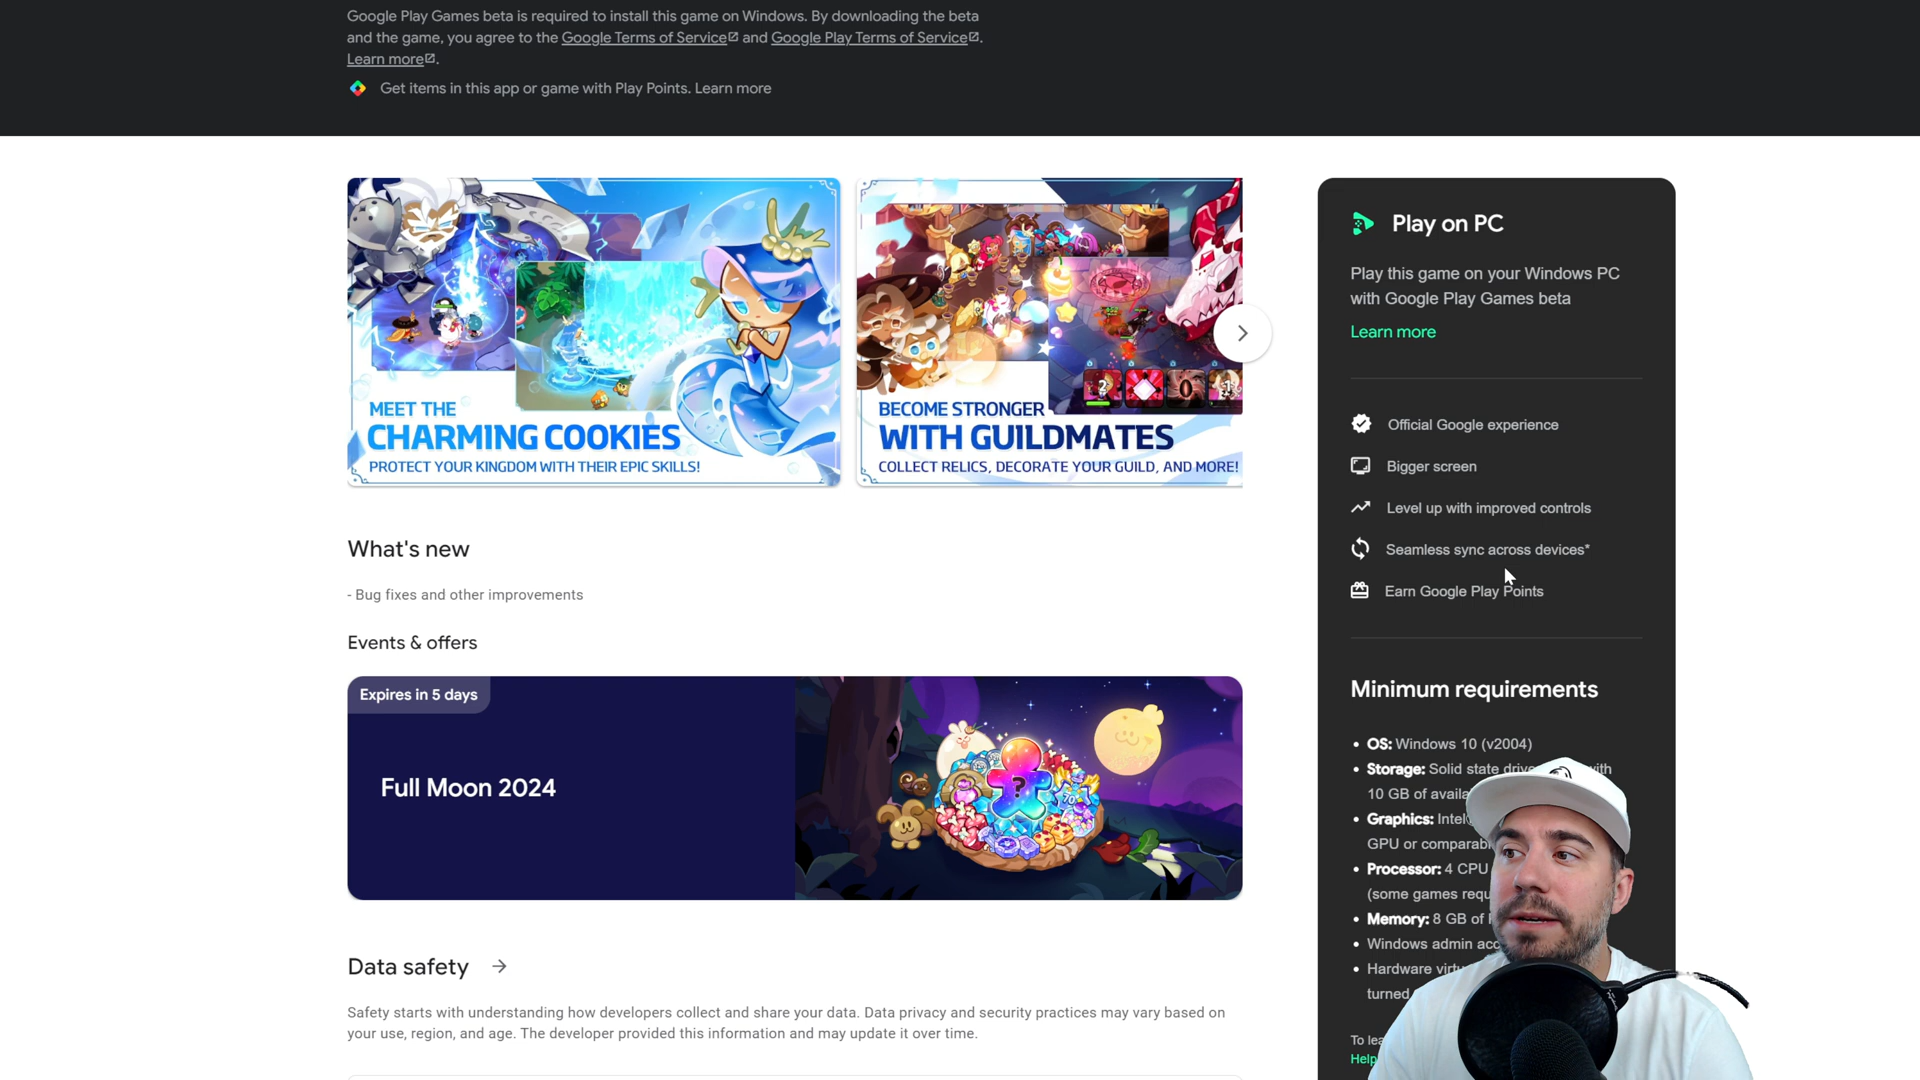 Google Play Games beta is required to install this game on Windows. By downloading the beta
and the game, you agree to the Google Terms of Service and Google Play Terms of Service.
Learn more.
Get items in this app or game with Play Points. Learn more
MEET THE
CHARMING COOKIES
PROTECT YOUR KINGDOM WITH THEIR EPIC SKILLS!
BECOME STRONGER
WITH GUILDMATES
COLLECT RELICS, DECORATE YOUR GUILD, AND MORE!
What's new
- Bug fixes and other improvements
Events & offers
Expires in 5 days
Full Moon 2024
Data safety
Safety starts with understanding how developers collect and share your data. Data privacy and security practices may vary based on
your use, region, and age. The developer provided this information and may update it over time.
Play on PC
Play this game on your Windows PC
with Google Play Games beta
Learn more
Official Google experience
Bigger screen
Level up with improved controls
Seamless sync across devices*
Earn Google Play Points
Minimum requirements
• OS: Windows 10 (v2004)
• Storage: Solid state drive with
10 GB of
• Graphics: Intel
GPU or
• Processor: 4 CPU
(some games
• Memory: 8 GB of
• Windows admin
• Hardware
turned
To
Help